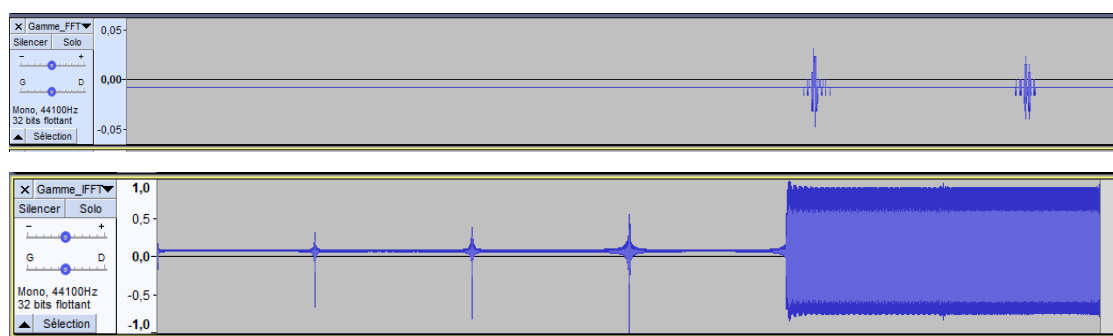 × Gamme_FFT▼
Silencer Solo
- +
G D
Mono, 44100Hz
32 bits flottant
▲ Sélection
0,05-
0,00-
-0,05-
× Gamme_IFFT▼
Silencer Solo
- +
G D
Mono, 44100Hz
32 bits flottant
▲ Sélection
1,0
0,5-
0,0-
-0,5-
-1,0